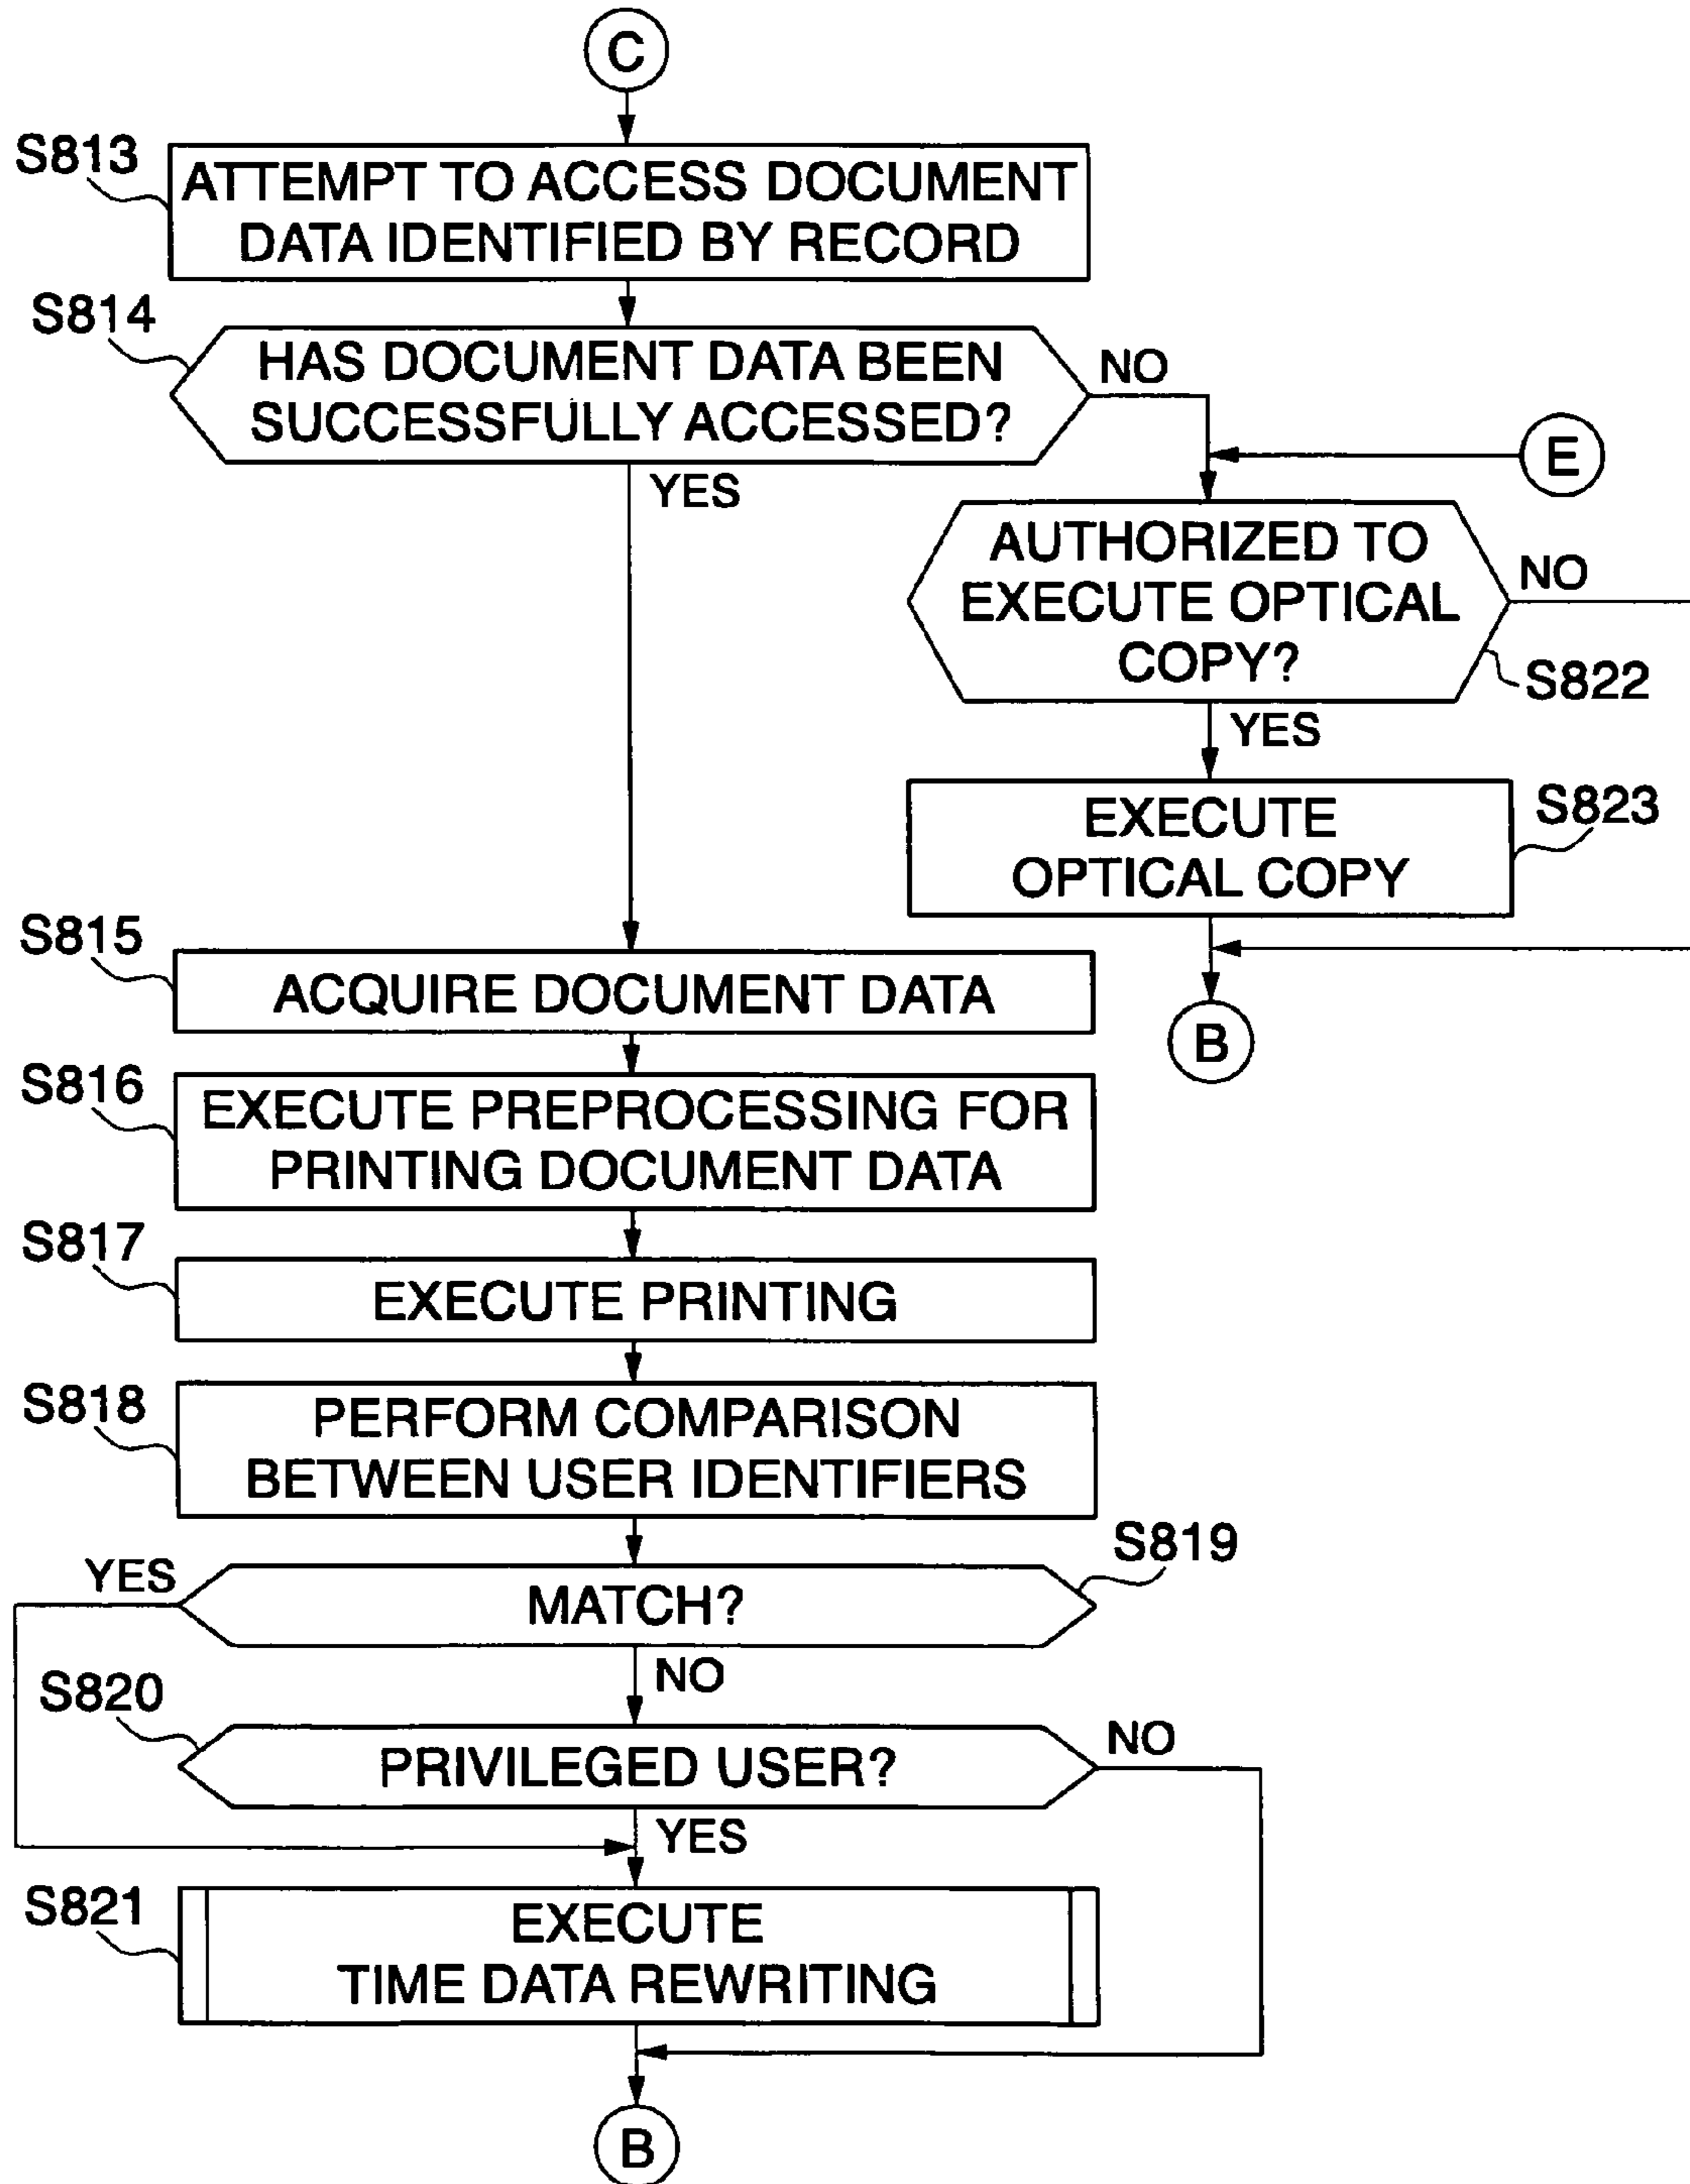 C
S813
ATTEMPT TO ACCESS DOCUMENT
DATA IDENTIFIED BY RECORD
S814
HAS DOCUMENT DATA BEEN
SUCCESSFULLY ACCESSED?
NO
YES
E
AUTHORIZED TO
EXECUTE OPTICAL
COPY?
NO
S822
YES
EXECUTE
OPTICAL COPY
S823
B
S815
ACQUIRE DOCUMENT DATA
S816
EXECUTE PREPROCESSING FOR
PRINTING DOCUMENT DATA
S817
EXECUTE PRINTING
S818
PERFORM COMPARISON
BETWEEN USER IDENTIFIERS
S819
YES
MATCH?
NO
S820
PRIVILEGED USER?
NO
YES
S821
EXECUTE
TIME DATA REWRITING
B